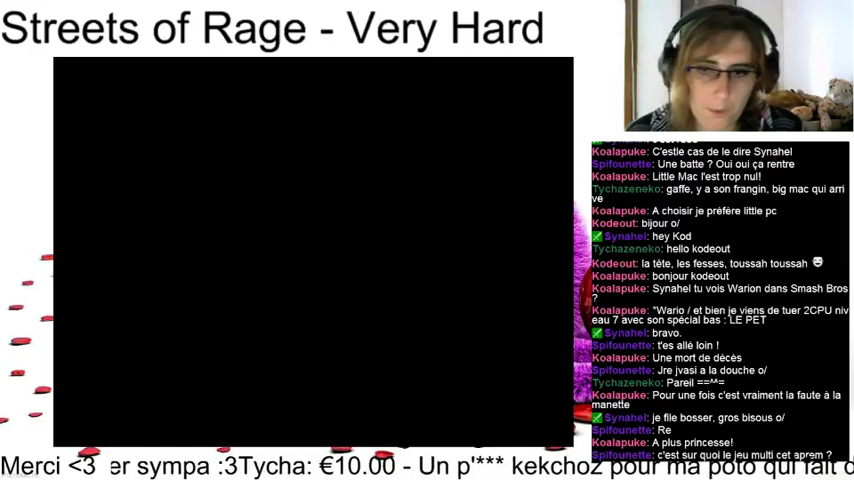 Streets of Rage - Very Hard
Koalapuke: C'estle cas de le dire Synahel
Spifounette: Une batte ? Oui oui ça rentre
Koalapuke: Little Mac l'est trop nul!
Tychazeneko: gaffe, y a son frangin, big mac qui arri
ve
Koalapuke: A choisir je préfère little pc
Kodeout: bijour o/
Synahel: hey Kod
Tychazeneko: hello kodeout
Kodeout: la tête, les fesses, toussah toussah
Koalapuke: bonjour kodeout
Koalapuke: Synahel tu vois Warion dans Smash Bros
?
Koalapuke: *Wario / et bien je viens de tuer 2CPU niv
eau 7 avec son spécial bas : LE PET
Synahel: bravo.
Spifounette: t'es allé loin !
Koalapuke: Une mort de décès
Spifounette: Jre jvasi a la douche o/
Tychazeneko: Pareil ==^^=
Koalapuke: Pour une fois c'est vraiment la faute à la
manette
Synahel: je file bosser, gros bisous o/
Spifounette: Re
Koalapuke: A plus princesse!
Spifounette: c'est sur quoi le jeu multi cet aprem ?
Merci <3 er sympa :3Tycha: €10.00 - Un p'*** kekchoz pour ma poto qui fait d